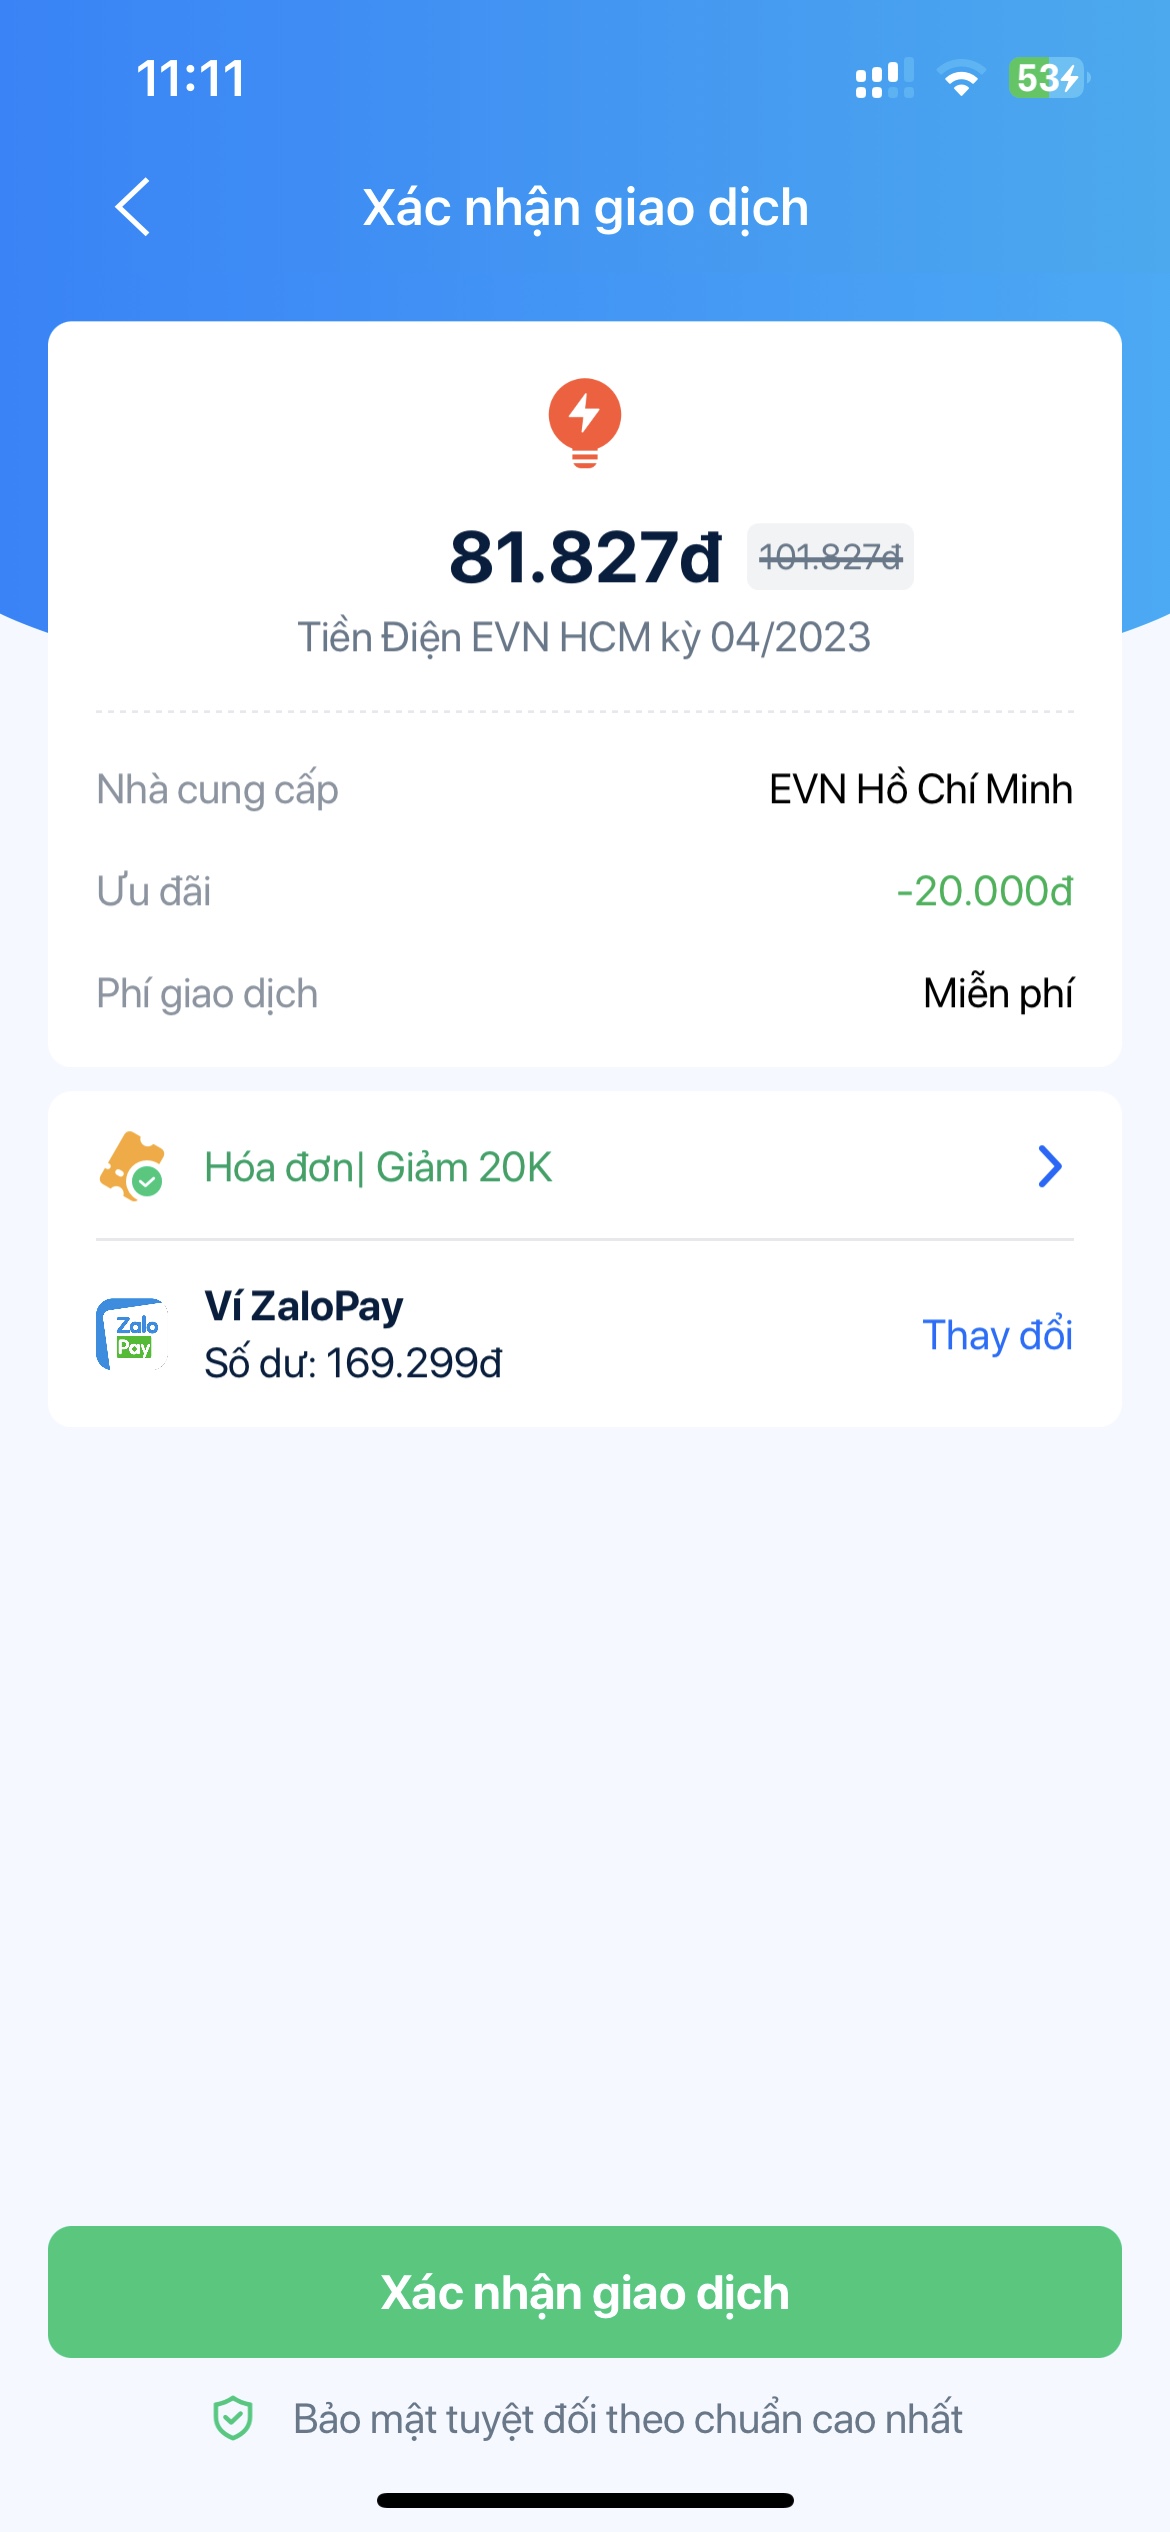 11:11
53
Xác nhận giao dịch
81.827đ 101.827đ
Tiền Điện EVN HCM kỳ 04/2023
Nhà cung cấp EVN Hồ Chí Minh
Ưu đãi -20.000đ
Phí giao dịch Miễn phí
Hóa đơn| Giảm 20K
Zalo
Pay
Ví ZaloPay
Số dư: 169.299đ
Thay đổi
Xác nhận giao dịch
Bảo mật tuyệt đối theo chuẩn cao nhất